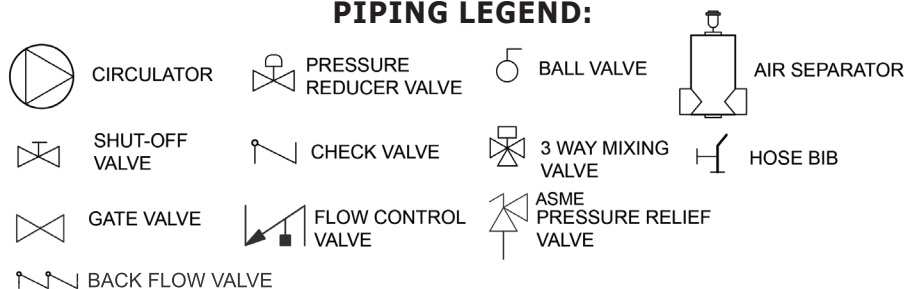 PIPING LEGEND:
CIRCULATOR
PRESSURE
REDUCER VALVE
BALL VALVE
AIR SEPARATOR
SHUT-OFF
VALVE
CHECK VALVE
3 WAY MIXING
VALVE
HOSE BIB
GATE VALVE
FLOW CONTROL
VALVE
ASME
PRESSURE RELIEF
VALVE
BACK FLOW VALVE